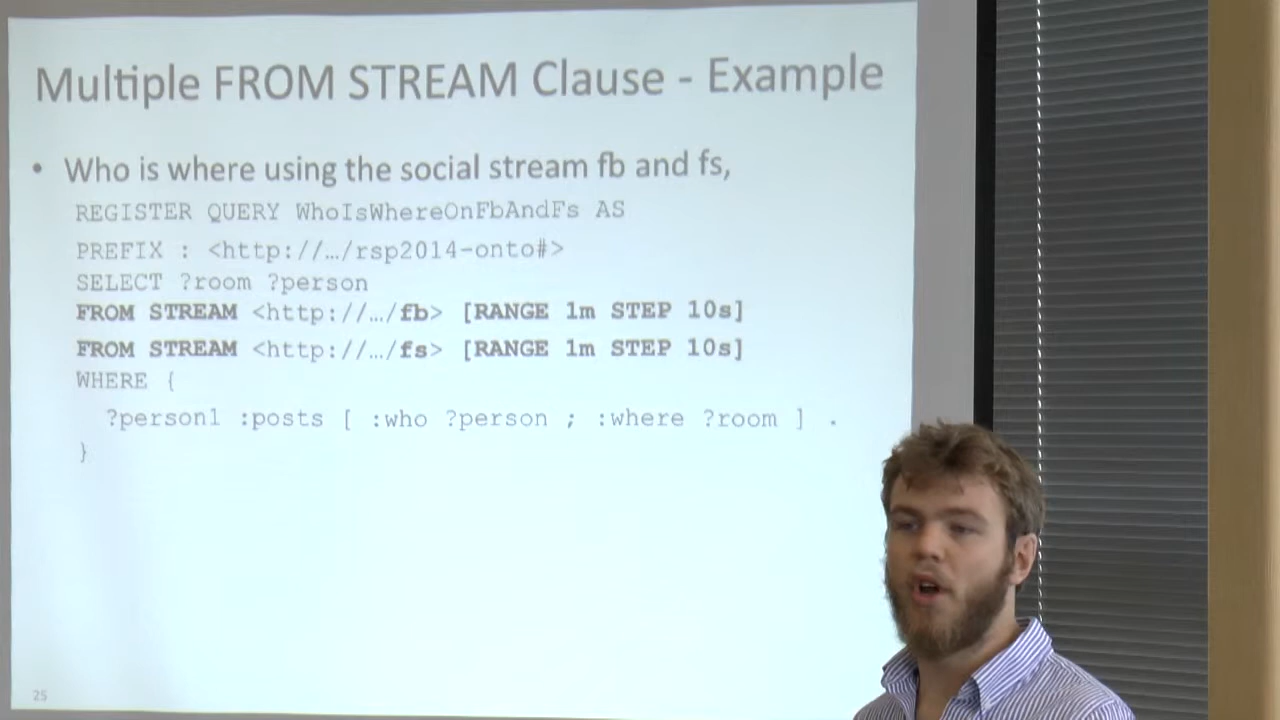 Multiple FROM STREAM Clause - Example
• Who is where using the social stream fb and fs,
REGISTER QUERY WhoIsWhereOnFbAndFs AS
PREFIX : <http://…/rsp2014-onto#>
SELECT ?room ?person
FROM STREAM <http://…/fb> [RANGE 1m STEP 10s]
FROM STREAM <http://…/fs> [RANGE 1m STEP 10s]
WHERE {
?person1 :posts [ :who ?person ; :where ?room ] .
}
25